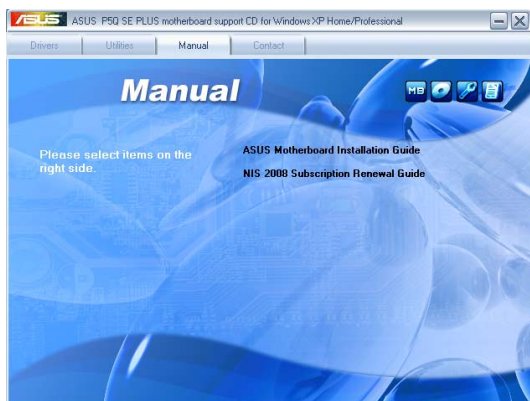 ASUS P5Q SE PLUS motherboard support CD for Windows XP Home/Professional
Drivers
Utilities
Manual
Contact
Manual
MB
Please select items on the
right side.
ASUS Motherboard Installation Guide
NIS 2008 Subscription Renewal Guide